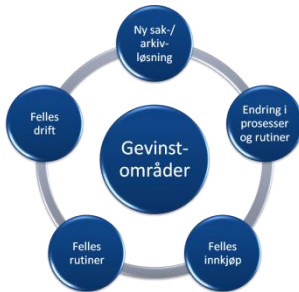 Ny sak-/
arkiv-
løsning
Endring i
prosesser
og rutiner
Felles
innkjøp
Felles
rutiner
Felles
drift
Gevinst-
områder